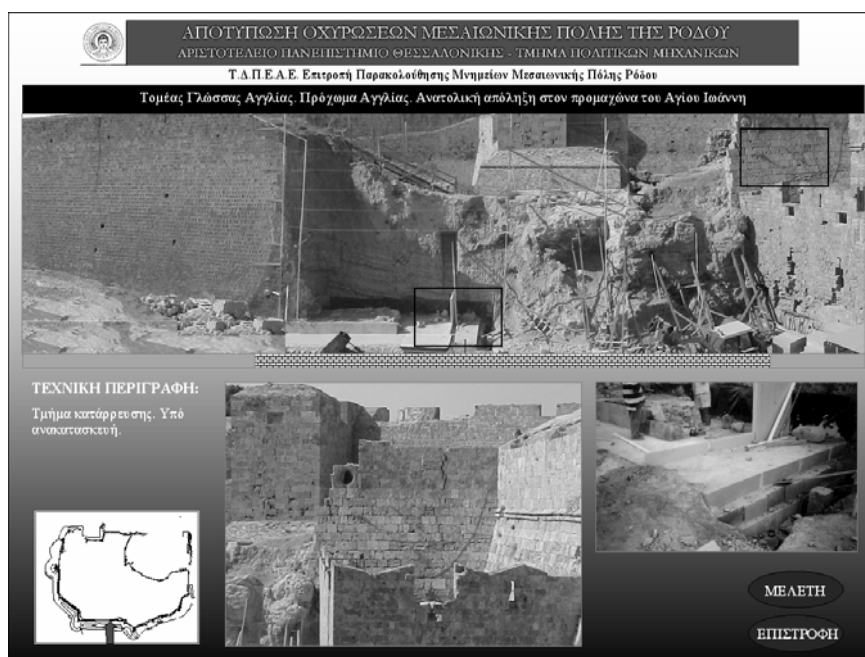 ΑΠΟΤΥΠΩΣΗ ΟΧΥΡΩΣΕΩΝ ΜΕΣΑΙΩΝΙΚΗΣ ΠΟΛΗΣ ΤΗΣ ΡΟΔΟΥ
ΑΡΙΣΤΟΤΕΛΕΙΟ ΠΑΝΕΠΙΣΤΗΜΙΟ ΘΕΣΣΑΛΟΝΙΚΗΣ - ΤΜΗΜΑ ΠΟΛΙΤΙΚΩΝ ΜΗΧΑΝΙΚΩΝ
Τ.Δ.Π.Ε.Α.Ε. Επιτροπή Παρακολούθησης Μνημείων Μεσαιωνικής Πόλης Ρόδου
Τομέας Γλώσσας Αγγλίας. Πρόχωμα Αγγλίας. Ανατολική απόληξη στον προμαχώνα του Αγίου Ιωάννη
ΤΕΧΝΙΚΗ ΠΕΡΙΓΡΑΦΗ:
Τμήμα κατάρρευσης. Υπό
ανακατασκευή.
ΜΕΛΕΤΗ
ΕΠΙΣΤΡΟΦΗ